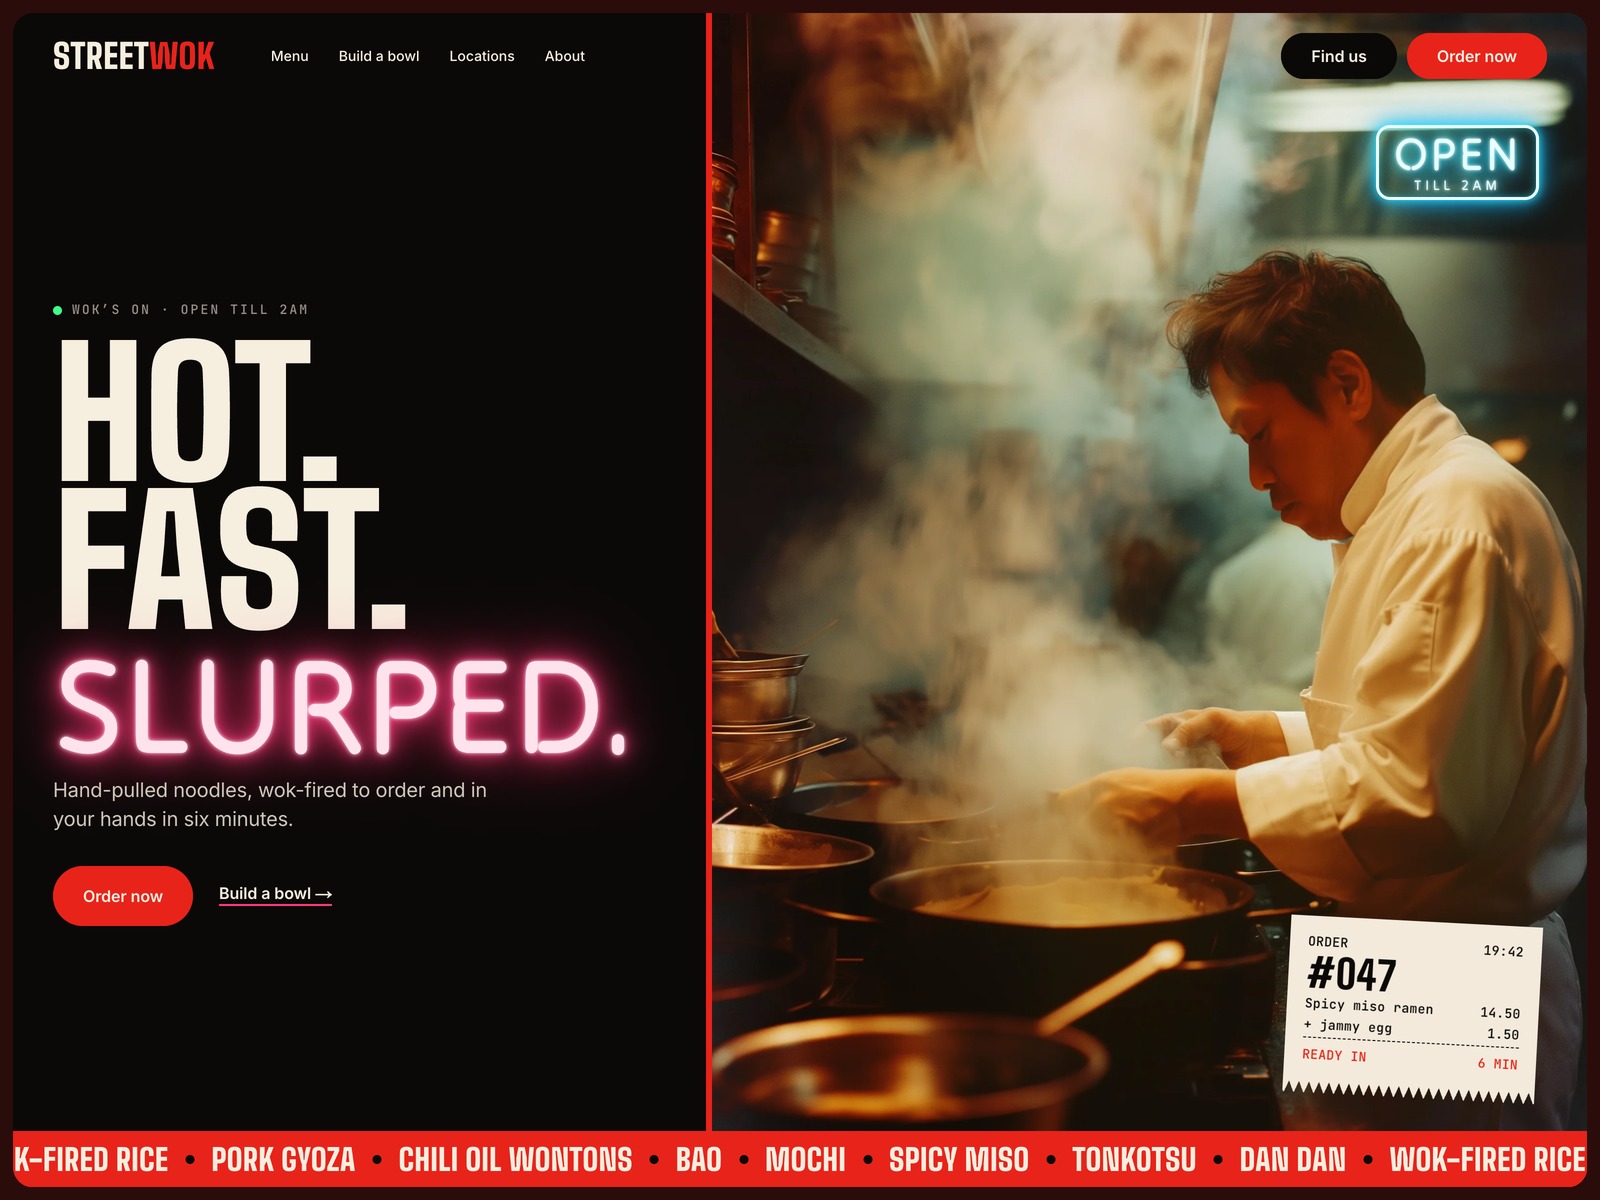 STREETWOK
Menu Build a bowl Locations About
Find us
Order now
OPEN
TILL 2AM
WOK’S ON · OPEN TILL 2AM
HOT.
FAST.
SLURPED.
Hand-pulled noodles, wok-fired to order and in
your hands in six minutes.
Order now
Build a bowl →
ORDER 19:42
#047
Spicy miso ramen 14.50
+ jammy egg 1.50
READY IN 6 MIN
K-FIRED RICE • PORK GYOZA • CHILI OIL WONTONS • BAO • MOCHI • SPICY MISO • TONKOTSU • DAN DAN • WOK-FIRED RICE